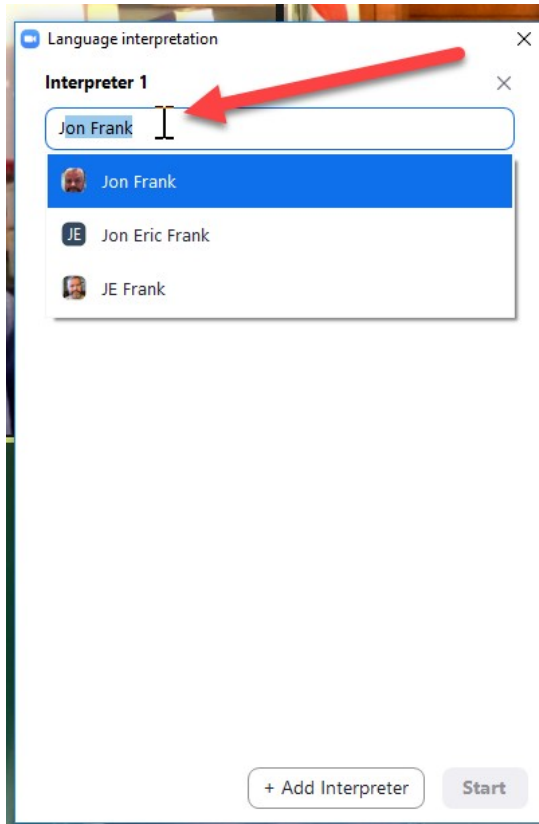 Language interpretation
Interpreter 1
Jon Frank
Jon Frank
JE Jon Eric Frank
JE Frank
+ Add Interpreter
Start